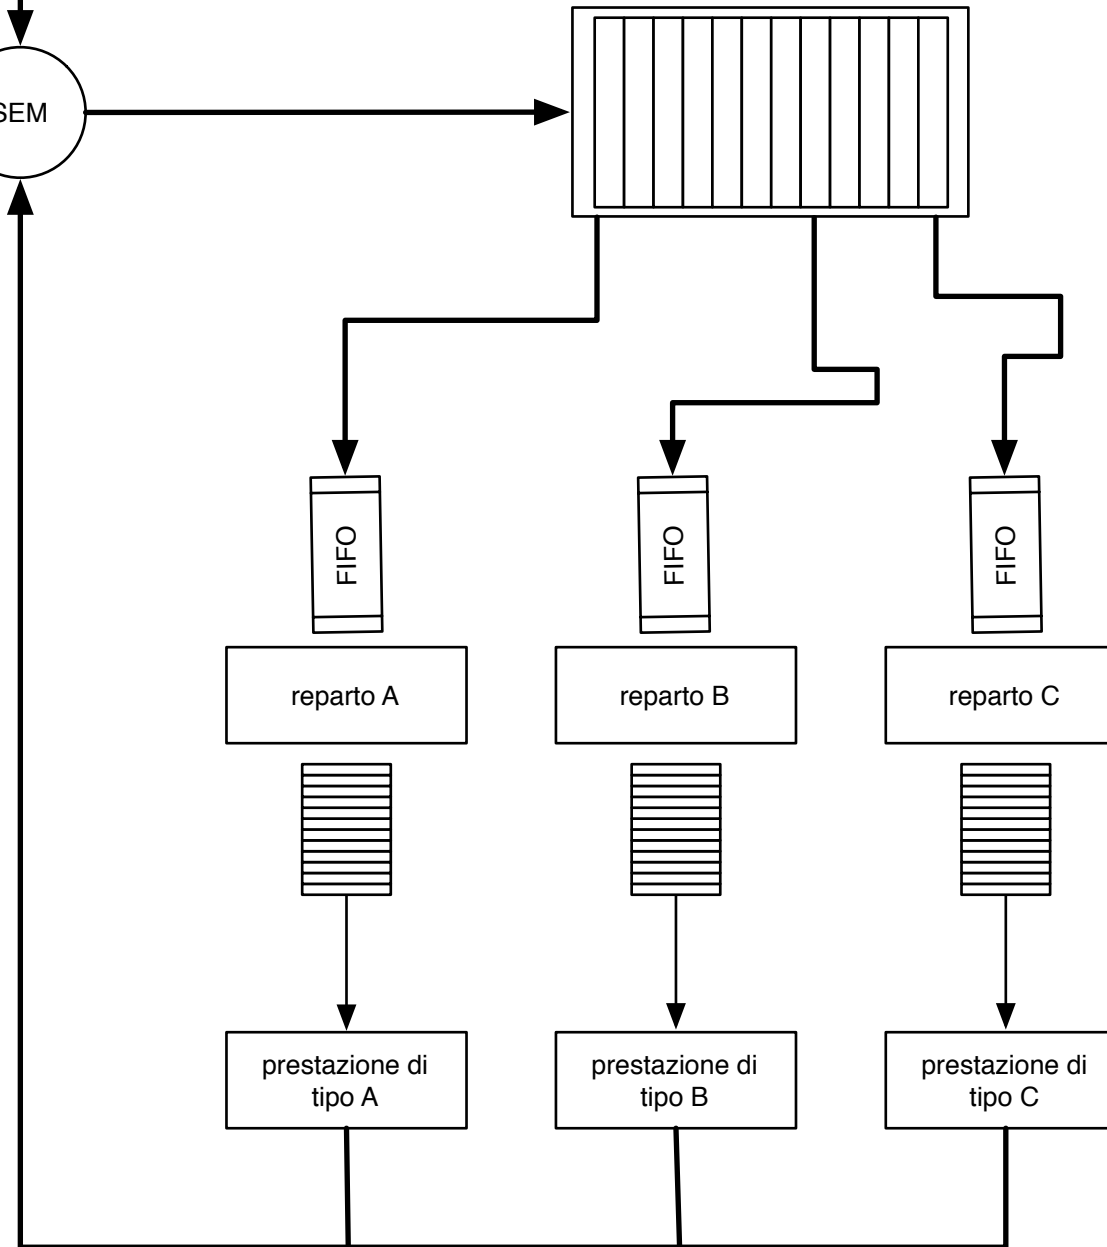 SEM
FIFO
FIFO
FIFO
reparto A
reparto B
reparto C
prestazione di
tipo A
prestazione di
tipo B
prestazione di
tipo C